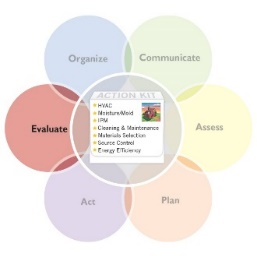 Organize
Communicate
ACTION KIT
HVAC
Moisture/Mold
IPM
Cleaning & Maintenance
Materials Selection
Source Control
Energy Efficiency
Evaluate
Assess
Act
Plan